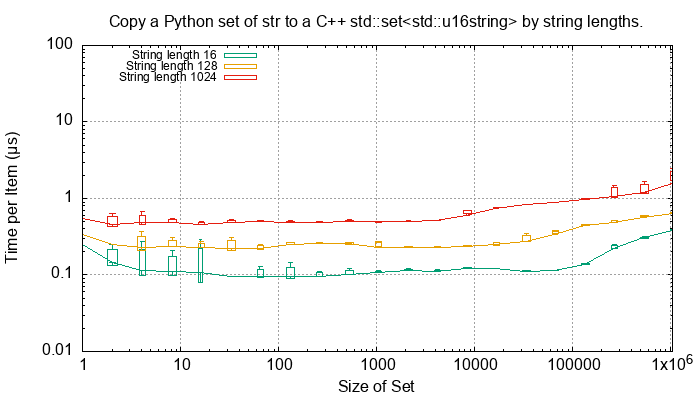 Copy a Python set of str to a C++ std::set<std::u16string> by string lengths.
String length 16
String length 128
String length 1024
Time per Item (µs)
100
10
1
0.1
0.01
1
10
100
1000
10000
100000
1x10⁶
Size of Set